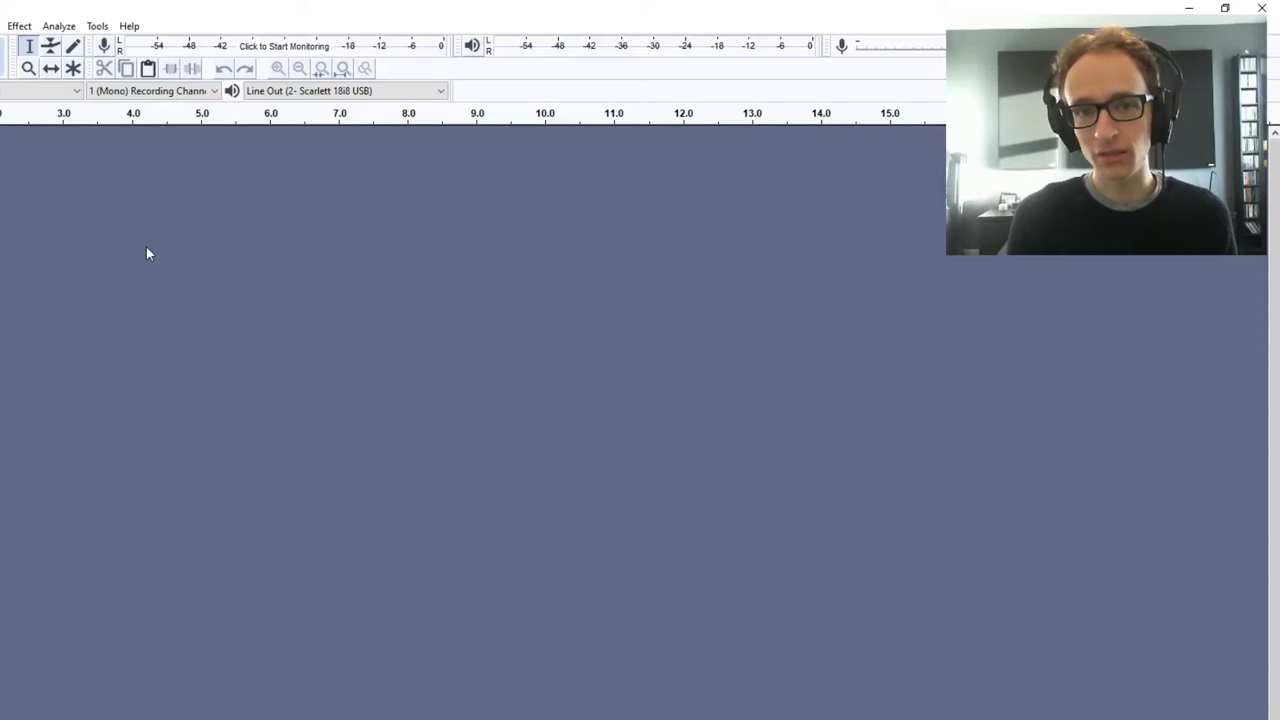 Effect Analyze Tools Help
L R -54 -48 -42 Click to Start Monitoring -18 -12 -6 0 L R -54 -48 -42 -36 -30 -24 -18 -12 -6 0
1 (Mono) Recording Chann Line Out (2- Scarlett 18i8 USB)
0 3.0 4.0 5.0 6.0 7.0 8.0 9.0 10.0 11.0 12.0 13.0 14.0 15.0